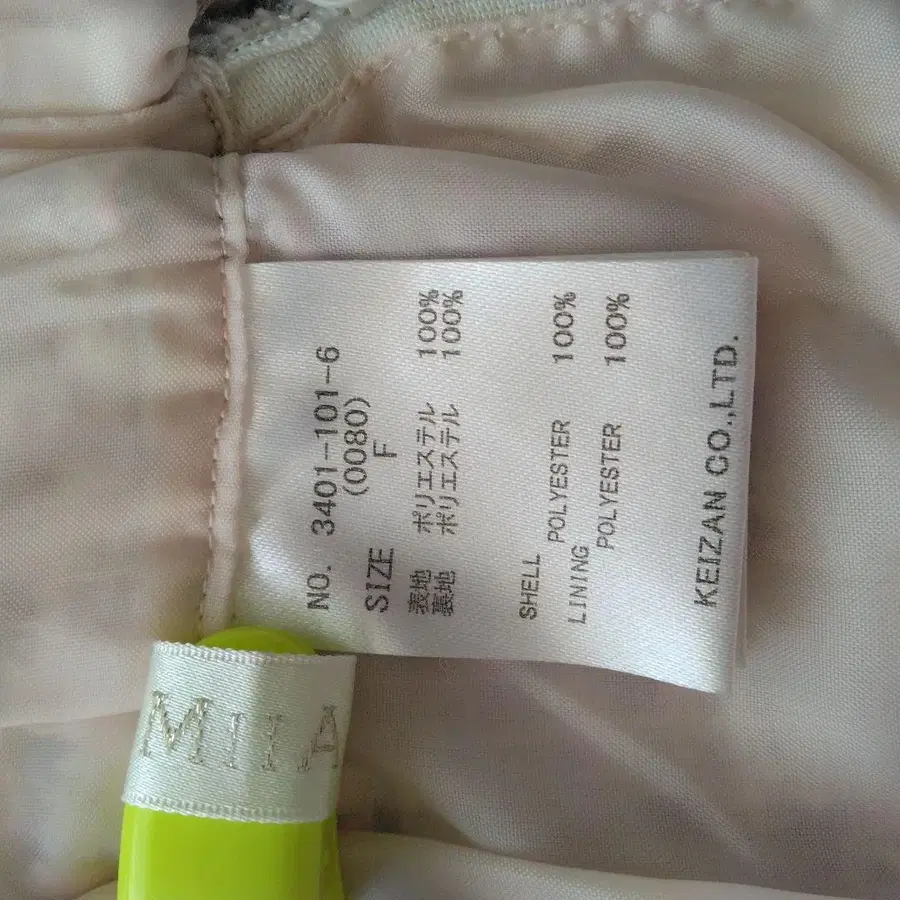 NO. 3401-101-6
(0080)
SIZE F
表地 ポリエステル 100%
裏地 ポリエステル 100%
SHELL
POLYESTER 100%
LINING
POLYESTER 100%
KEIZAN CO.,LTD.
MIIA